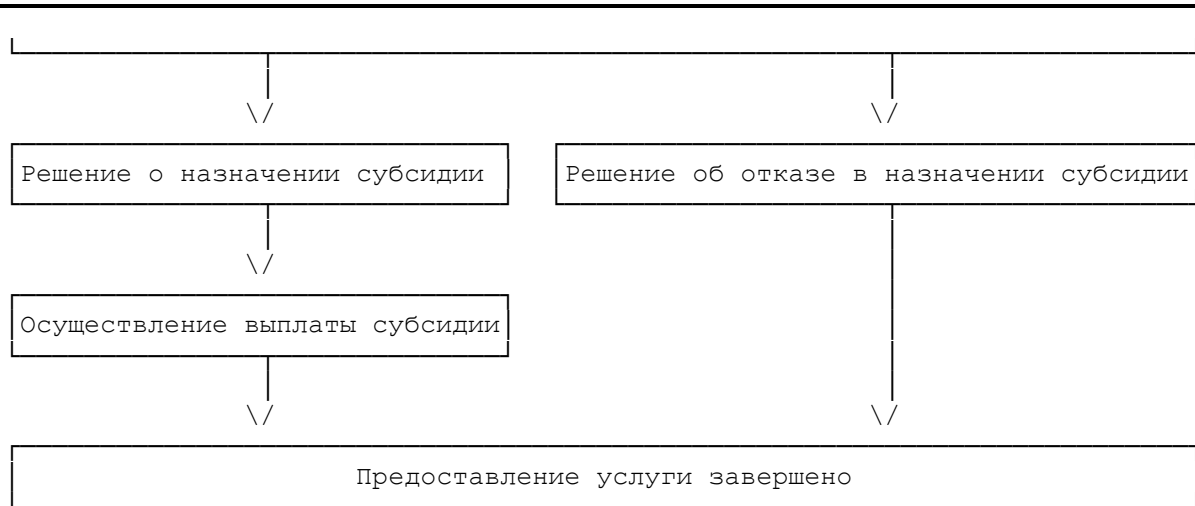 Решение о назначении субсидии
Решение об отказе в назначении субсидии
Осуществление выплаты субсидии
Предоставление услуги завершено